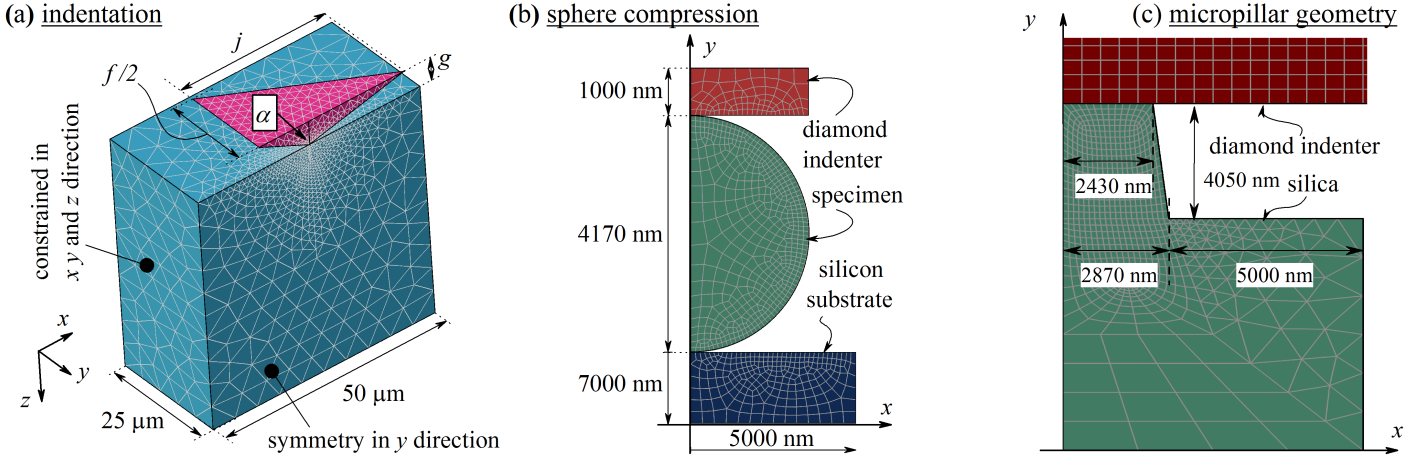 (a) indentation
j
f /2
g
α
constrained in
x y and z direction
x
y
z
25 μm
50 μm
symmetry in y direction
(b) sphere compression
y
1000 nm
4170 nm
7000 nm
diamond
indenter
specimen
silicon
substrate
x
5000 nm
(c) micropillar geometry
y
diamond indenter
2430 nm
4050 nm
silica
2870 nm
5000 nm
x